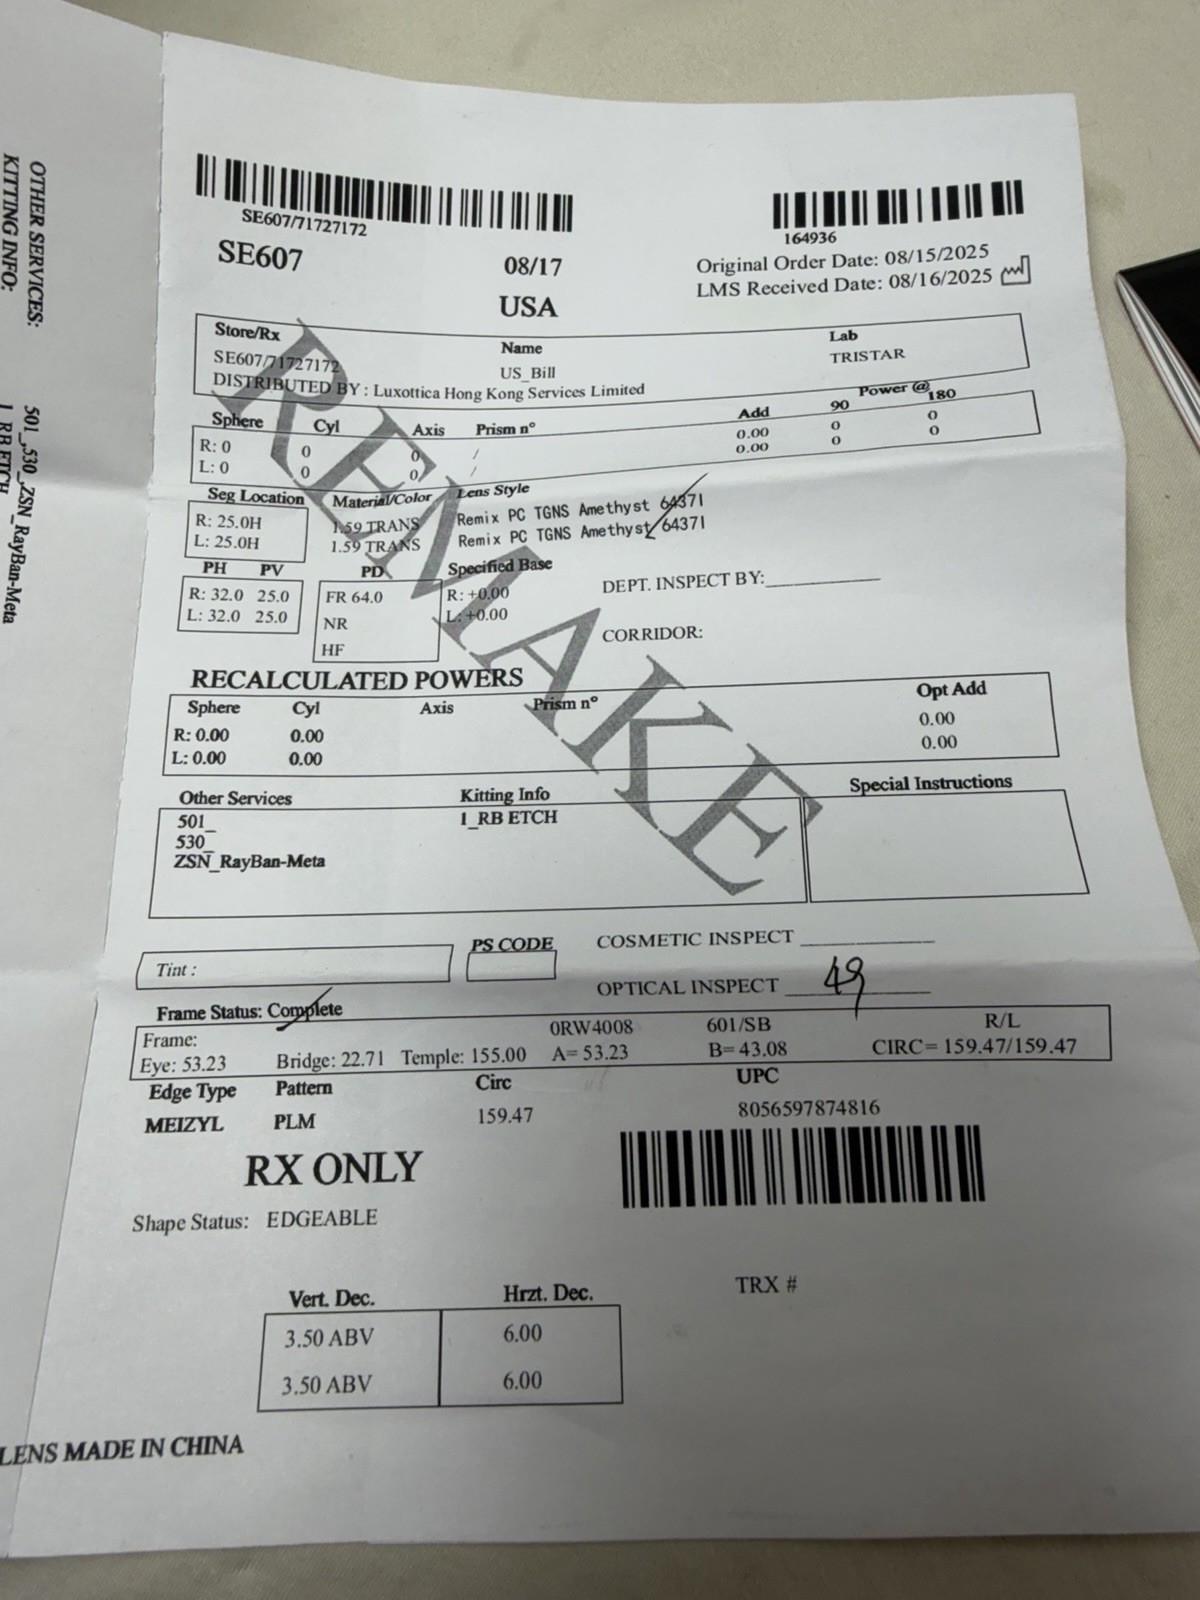 OTHER SERVICES:
KITTING INFO:
501_,530_,ZSN_RayBan-Meta
SE607/71727172
164936
SE607
08/17
USA
Original Order Date: 08/15/2025
LMS Received Date: 08/16/2025
Store/Rx Name Lab
SE607/71727172 US_Bill TRISTAR
DISTRIBUTED BY : Luxottica Hong Kong Services Limited
Sphere Cyl Axis Prism n° Add 90 Power @ 180
R: 0 0 0 / 0.00 0 0
L: 0 0 0 / 0.00 0 0
Seg Location Material/Color Lens Style
R: 25.0H 1.59 TRANS Remix PC TGNS Amethyst 64371
L: 25.0H 1.59 TRANS Remix PC TGNS Amethyst 64371
PH PV PD Specified Base
R: 32.0 25.0 FR 64.0 R: +0.00 DEPT. INSPECT BY:
L: 32.0 25.0 NR L: +0.00 CORRIDOR:
HF
REMAKE
RECALCULATED POWERS
Sphere Cyl Axis Prism n° Opt Add
R: 0.00 0.00 0.00
L: 0.00 0.00 0.00
Other Services Kitting Info Special Instructions
501_ I_RB ETCH
530_
ZSN_RayBan-Meta
Tint : PS CODE COSMETIC INSPECT
OPTICAL INSPECT 49
Frame Status: Complete
Frame: 0RW4008 601/SB R/L
Eye: 53.23 Bridge: 22.71 Temple: 155.00 A= 53.23 B= 43.08 CIRC= 159.47/159.47
Edge Type Pattern Circ UPC
MEIZYL PLM 159.47 8056597874816
RX ONLY
Shape Status: EDGEABLE
Vert. Dec. Hrzt. Dec. TRX #
3.50 ABV 6.00
3.50 ABV 6.00
LENS MADE IN CHINA